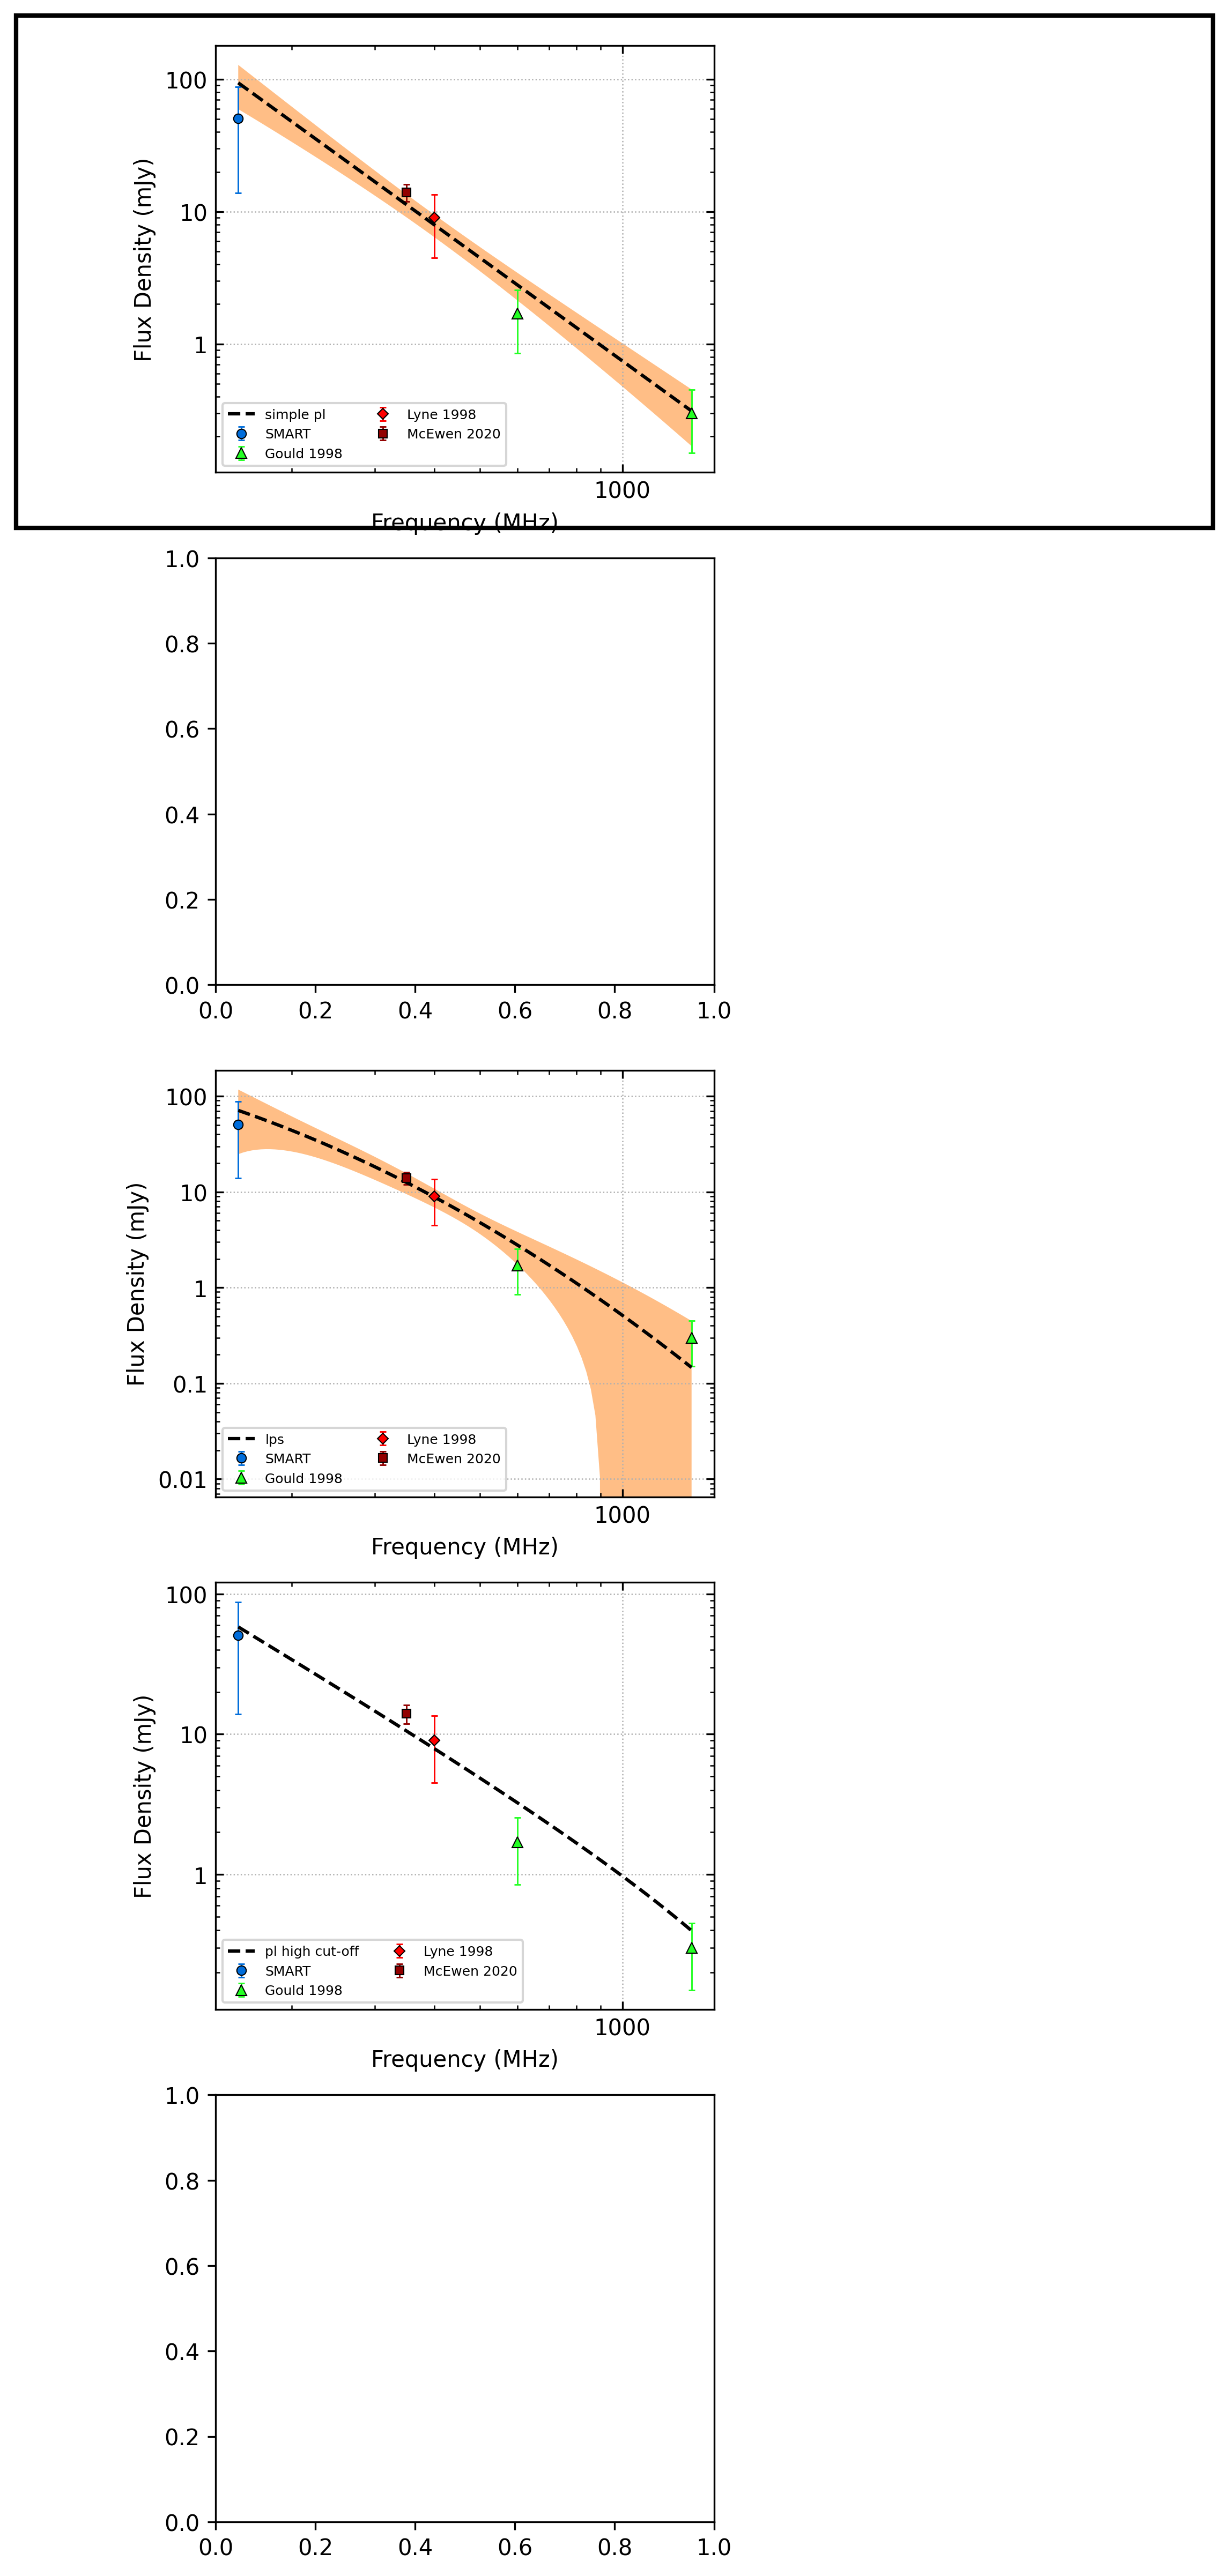 100
10
1
Flux Density (mJy)
simple pl
SMART
Gould 1998
Lyne 1998
McEwen 2020
1000
Frequency (MHz)
1.0
0.8
0.6
0.4
0.2
0.0
0.0 0.2 0.4 0.6 0.8 1.0
100
10
1
0.1
0.01
Flux Density (mJy)
lps
SMART
Gould 1998
Lyne 1998
McEwen 2020
1000
Frequency (MHz)
100
10
1
Flux Density (mJy)
pl high cut-off
SMART
Gould 1998
Lyne 1998
McEwen 2020
1000
Frequency (MHz)
1.0
0.8
0.6
0.4
0.2
0.0
0.0 0.2 0.4 0.6 0.8 1.0